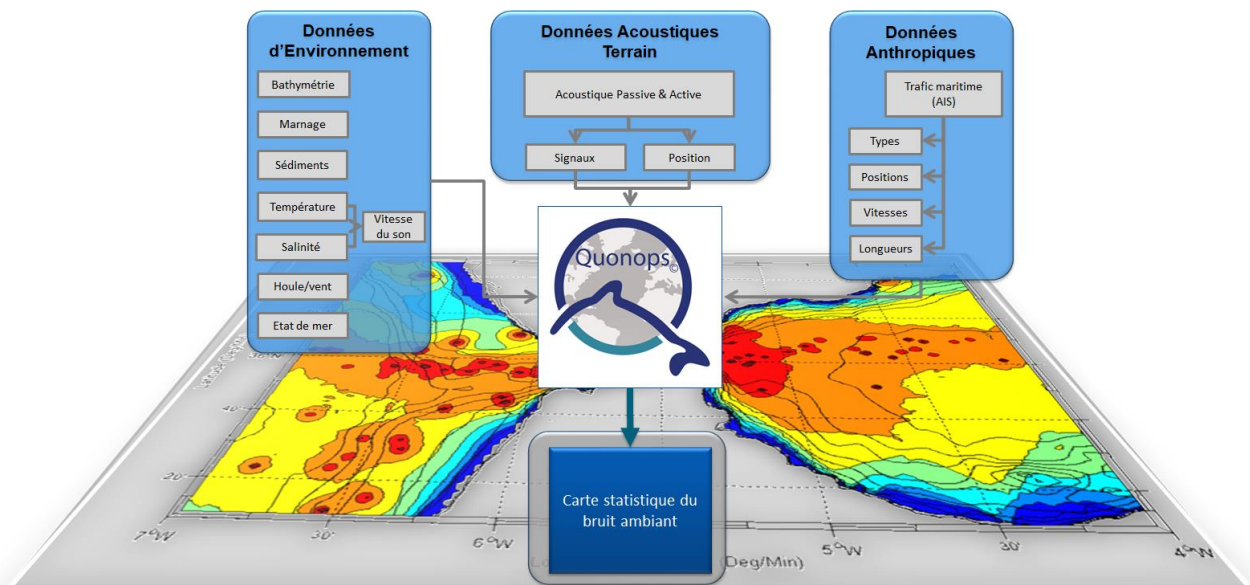 Données
d'Environnement
Bathymétrie
Marnage
Sédiments
Température
Salinité
Vitesse
du son
Houle/vent
Etat de mer
Données Acoustiques
Terrain
Acoustique Passive & Active
Signaux
Position
Données
Anthropiques
Trafic maritime
(AIS)
Types
Positions
Vitesses
Longueurs
Quonops©
Carte statistique du
bruit ambiant
40'
20'
7°W
30'
6°W
(Deg/Min)
5°W
30'
4°W